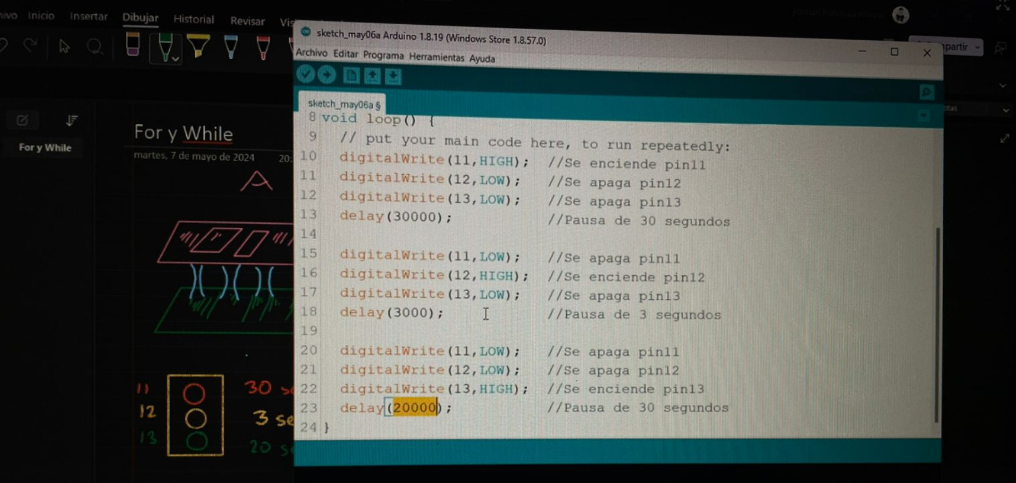 Inicio Insertar Dibujar Historial Revisar
sketch_may06a Arduino 1.8.19 (Windows Store 1.8.57.0)
Archivo Editar Programa Herramientas Ayuda
sketch_may06a §
For y While
For y While
martes, 7 de mayo de 2024 20:
A
8 void loop() {
9 // put your main code here, to run repeatedly:
10 digitalWrite(11,HIGH); //Se enciende pin11
11 digitalWrite(12,LOW); //Se apaga pin12
12 digitalWrite(13,LOW); //Se apaga pin13
13 delay(30000); //Pausa de 30 segundos
14
15 digitalWrite(11,LOW); //Se apaga pin11
16 digitalWrite(12,HIGH); //Se enciende pin12
17 digitalWrite(13,LOW); //Se apaga pin13
18 delay(3000); //Pausa de 3 segundos
19
20 digitalWrite(11,LOW); //Se apaga pin11
21 digitalWrite(12,LOW); //Se apaga pin12
22 digitalWrite(13,HIGH); //Se enciende pin13
23 delay(20000); //Pausa de 30 segundos
24 }
11 30 s
12 3 se
13 20 s